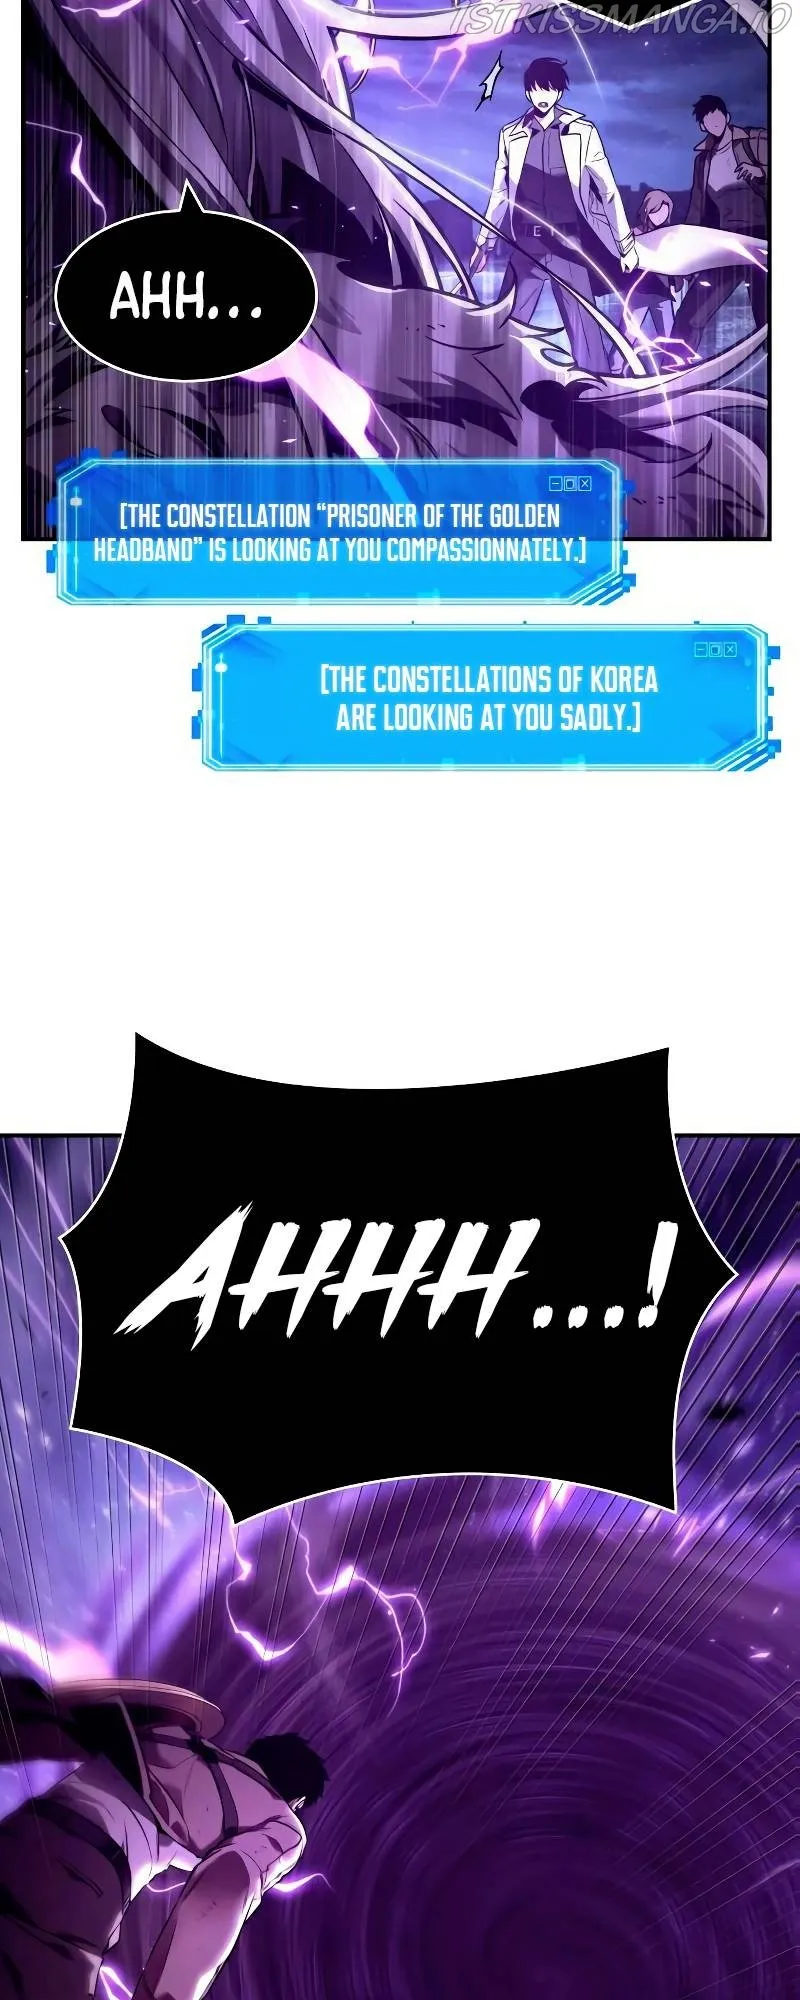 ISTKISSMANGA.IO
AHH...
[THE CONSTELLATION “PRISONER OF THE GOLDEN
HEADBAND” IS LOOKING AT YOU COMPASSIONNATELY.]
[THE CONSTELLATIONS OF KOREA
ARE LOOKING AT YOU SADLY.]
AHHH...!